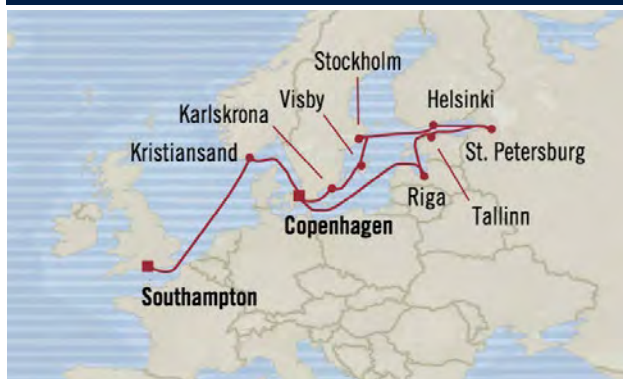 Stockholm
Visby
Helsinki
Karlskrona
Kristiansand
St. Petersburg
Riga
Copenhagen
Tallinn
Southampton